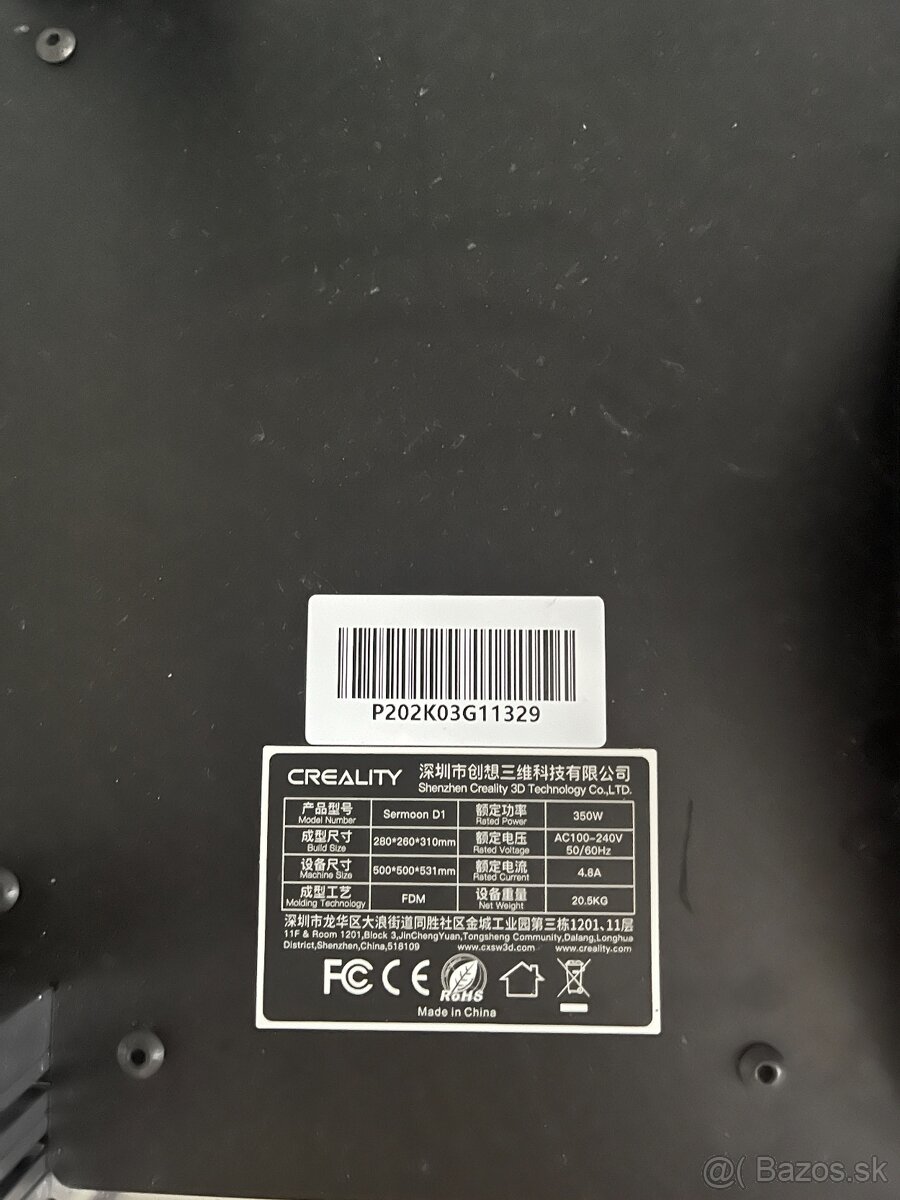 P202K03G11329
CREALITY 深圳市创想三维科技有限公司
Shenzhen Creality 3D Technology Co.,LTD.
产品型号 Model Number Sermoon D1 额定功率 Rated Power 350W
成型尺寸 Build Size 280*260*310mm 额定电压 Rated Voltage AC100-240V 50/60Hz
设备尺寸 Machine Size 500*500*531mm 额定电流 Rated Current 4.8A
成型工艺 Molding Technology FDM 设备重量 Net Weight 20.5KG
深圳市龙华区大浪街道同胜社区金城工业园第三栋1201、11层
11F & Room 1201,Block 3,JinChengYuan,Tongsheng Community,Dalang,Longhua
District,Shenzhen,China,518109 www.cxsw3d.com www.creality.com
FC CE RoHS
Made in China
@( Bazos.sk